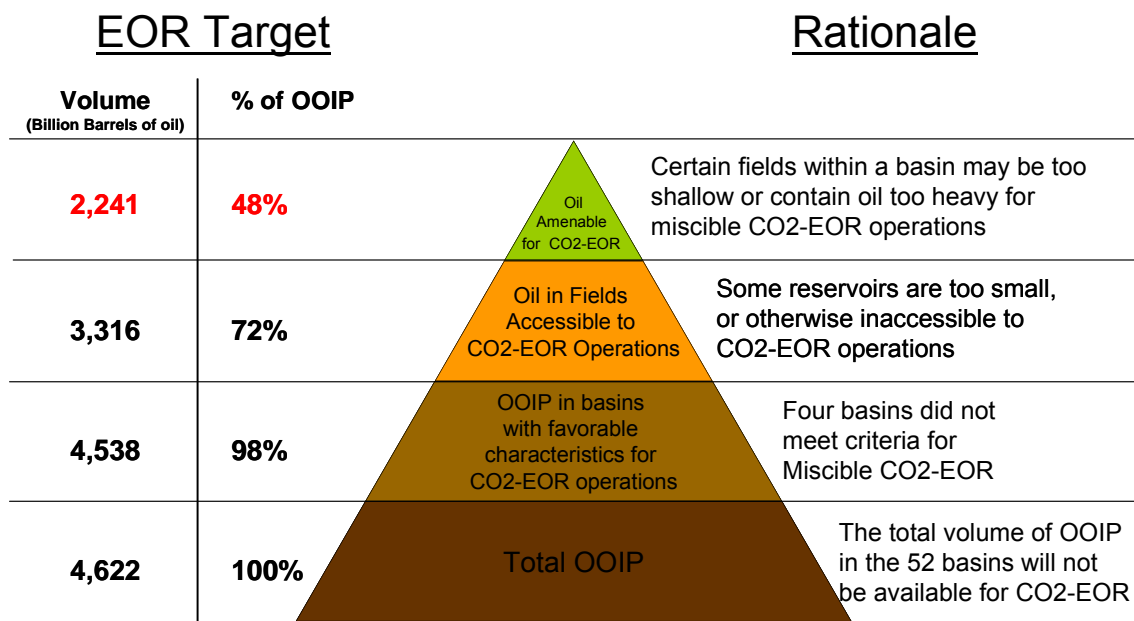 EOR Target
Rationale
Volume
(Billion Barrels of oil)
% of OOIP
2,241
48%
Oil
Amenable
for CO2-EOR
Certain fields within a basin may be too
shallow or contain oil too heavy for
miscible CO2-EOR operations
3,316
72%
Oil in Fields
Accessible to
CO2-EOR Operations
Some reservoirs are too small,
or otherwise inaccessible to
CO2-EOR operations
4,538
98%
OOIP in basins
with favorable
characteristics for
CO2-EOR operations
Four basins did not
meet criteria for
Miscible CO2-EOR
4,622
100%
Total OOIP
The total volume of OOIP
in the 52 basins will not
be available for CO2-EOR